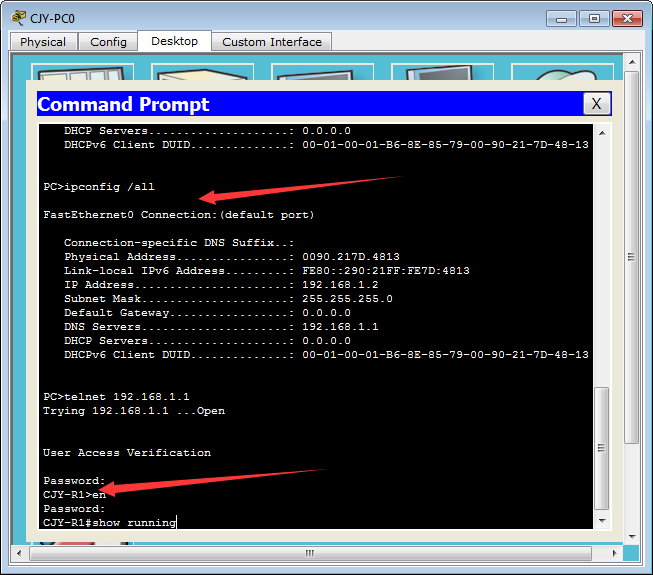 CJY-PC0
Physical Config Desktop Custom Interface
Command Prompt X
DHCP Servers....................: 0.0.0.0
DHCPv6 Client DUID..............: 00-01-00-01-B6-8E-85-79-00-90-21-7D-48-13
PC>ipconfig /all
FastEthernet0 Connection:(default port)
Connection-specific DNS Suffix..:
Physical Address................: 0090.217D.4813
Link-local IPv6 Address.........: FE80::290:21FF:FE7D:4813
IP Address......................: 192.168.1.2
Subnet Mask.....................: 255.255.255.0
Default Gateway.................: 0.0.0.0
DNS Servers.....................: 192.168.1.1
DHCP Servers....................: 0.0.0.0
DHCPv6 Client DUID..............: 00-01-00-01-B6-8E-85-79-00-90-21-7D-48-13
PC>telnet 192.168.1.1
Trying 192.168.1.1 ...Open
User Access Verification
Password:
CJY-R1>en
Password:
CJY-R1#show running